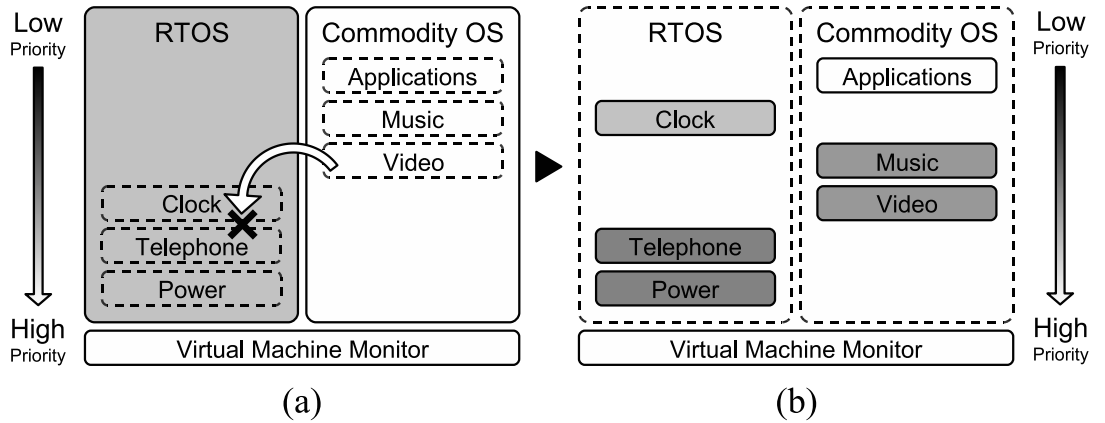 Low
Priority
High
Priority
RTOS
Clock
Telephone
Power
Commodity OS
Applications
Music
Video
Virtual Machine Monitor
(a)
RTOS
Clock
Telephone
Power
Commodity OS
Applications
Music
Video
Virtual Machine Monitor
(b)
Low
Priority
High
Priority